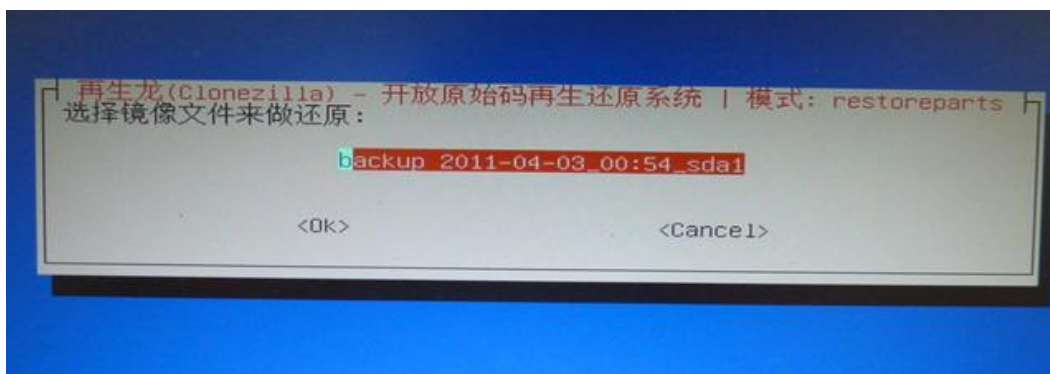 再生龙(Clonezilla) - 开放原始码再生还原系统 | 模式: restoreparts
选择镜像文件来做还原:
backup 2011-04-03_00:54_sda1
<Ok> <Cancel>